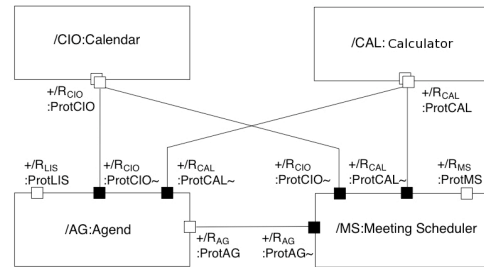 /CIO:Calendar
/CAL:Calculator
+/RCIO
:ProtCIO
+/RCAL
:ProtCAL
+/RLIS
:ProtLIS
+/RCIO
:ProtCIO~
+/RCAL
:ProtCAL~
+/RCIO
:ProtCIO~
+/RCAL
:ProtCAL~
+/RMS
:ProtMS
/AG:Agend
/MS:Meeting Scheduler
+/RAG
:ProtAG
+/RAG
:ProtAG~